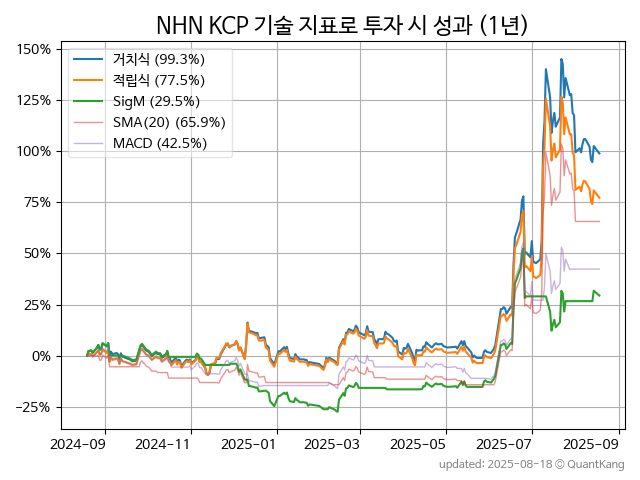 NHN KCP 기술 지표로 투자 시 성과 (1년)
150%
125%
100%
75%
50%
25%
0%
−25%
거치식 (99.3%)
적립식 (77.5%)
SigM (29.5%)
SMA(20) (65.9%)
MACD (42.5%)
2024-09
2024-11
2025-01
2025-03
2025-05
2025-07
2025-09
updated: 2025-08-18 © QuantKang